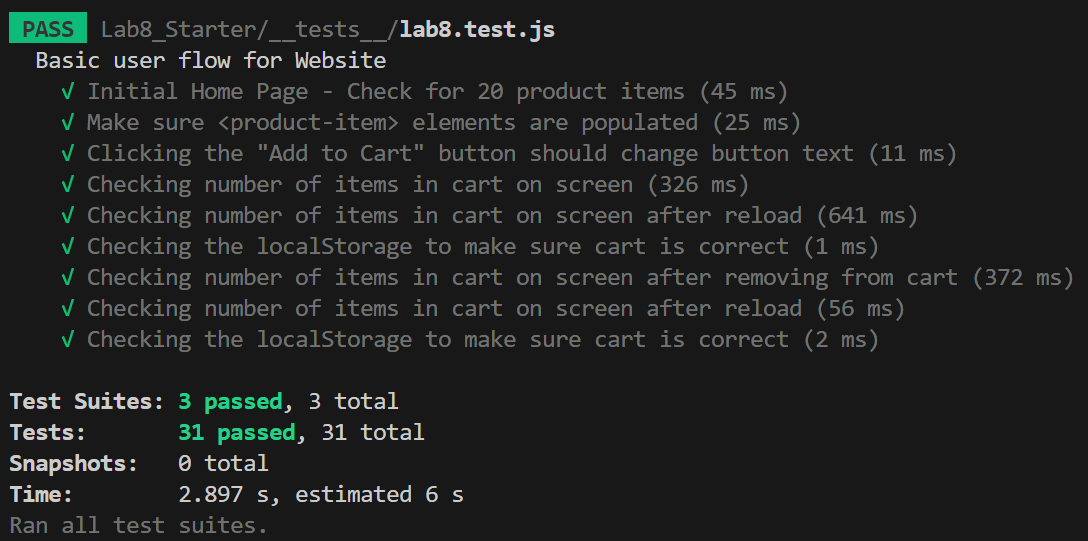 PASS Lab8_Starter/__tests__/lab8.test.js
Basic user flow for Website
√ Initial Home Page - Check for 20 product items (45 ms)
√ Make sure <product-item> elements are populated (25 ms)
√ Clicking the "Add to Cart" button should change button text (11 ms)
√ Checking number of items in cart on screen (326 ms)
√ Checking number of items in cart on screen after reload (641 ms)
√ Checking the localStorage to make sure cart is correct (1 ms)
√ Checking number of items in cart on screen after removing from cart (372 ms)
√ Checking number of items in cart on screen after reload (56 ms)
√ Checking the localStorage to make sure cart is correct (2 ms)
Test Suites: 3 passed, 3 total
Tests: 31 passed, 31 total
Snapshots: 0 total
Time: 2.897 s, estimated 6 s
Ran all test suites.